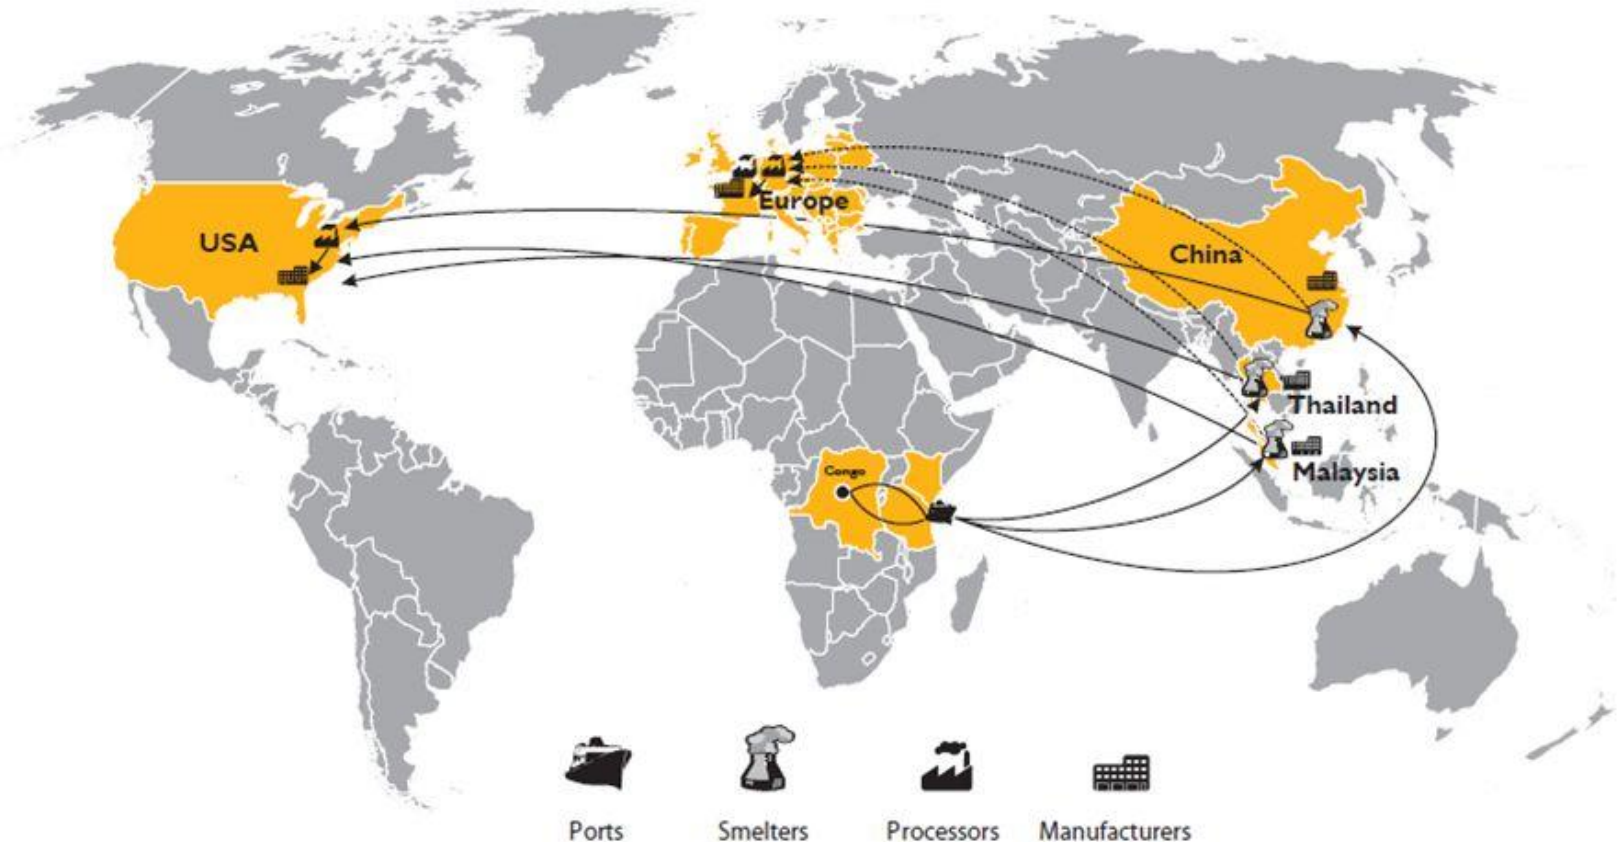 USA
Europe
China
Thailand
Malaysia
Congo
Ports
Smelters
Processors
Manufacturers